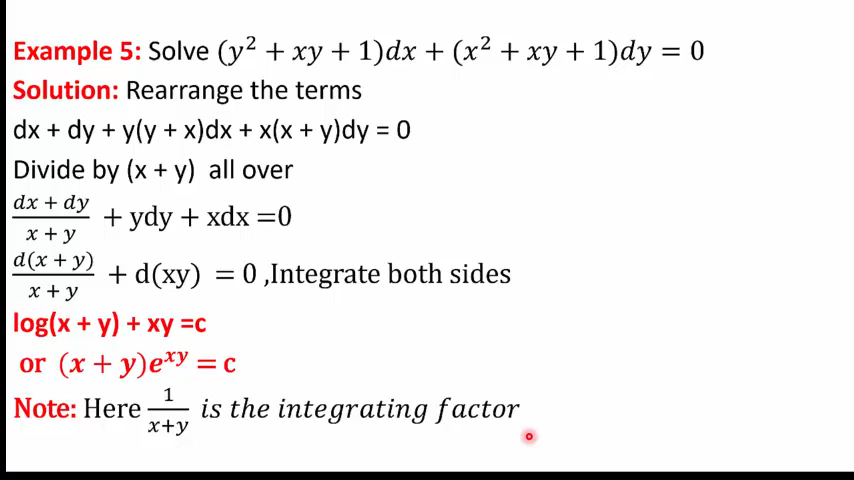 Example 5: Solve (y² + xy + 1)dx + (x² + xy + 1)dy = 0
Solution: Rearrange the terms
dx + dy + y(y + x)dx + x(x + y)dy = 0
Divide by (x + y) all over
(dx + dy)/(x + y) + ydy + xdx =0
d(x + y)/(x + y) + d(xy) = 0 ,Integrate both sides
log(x + y) + xy =c
or (x + y)e^{xy} = c
Note: Here 1/(x+y) is the integrating factor